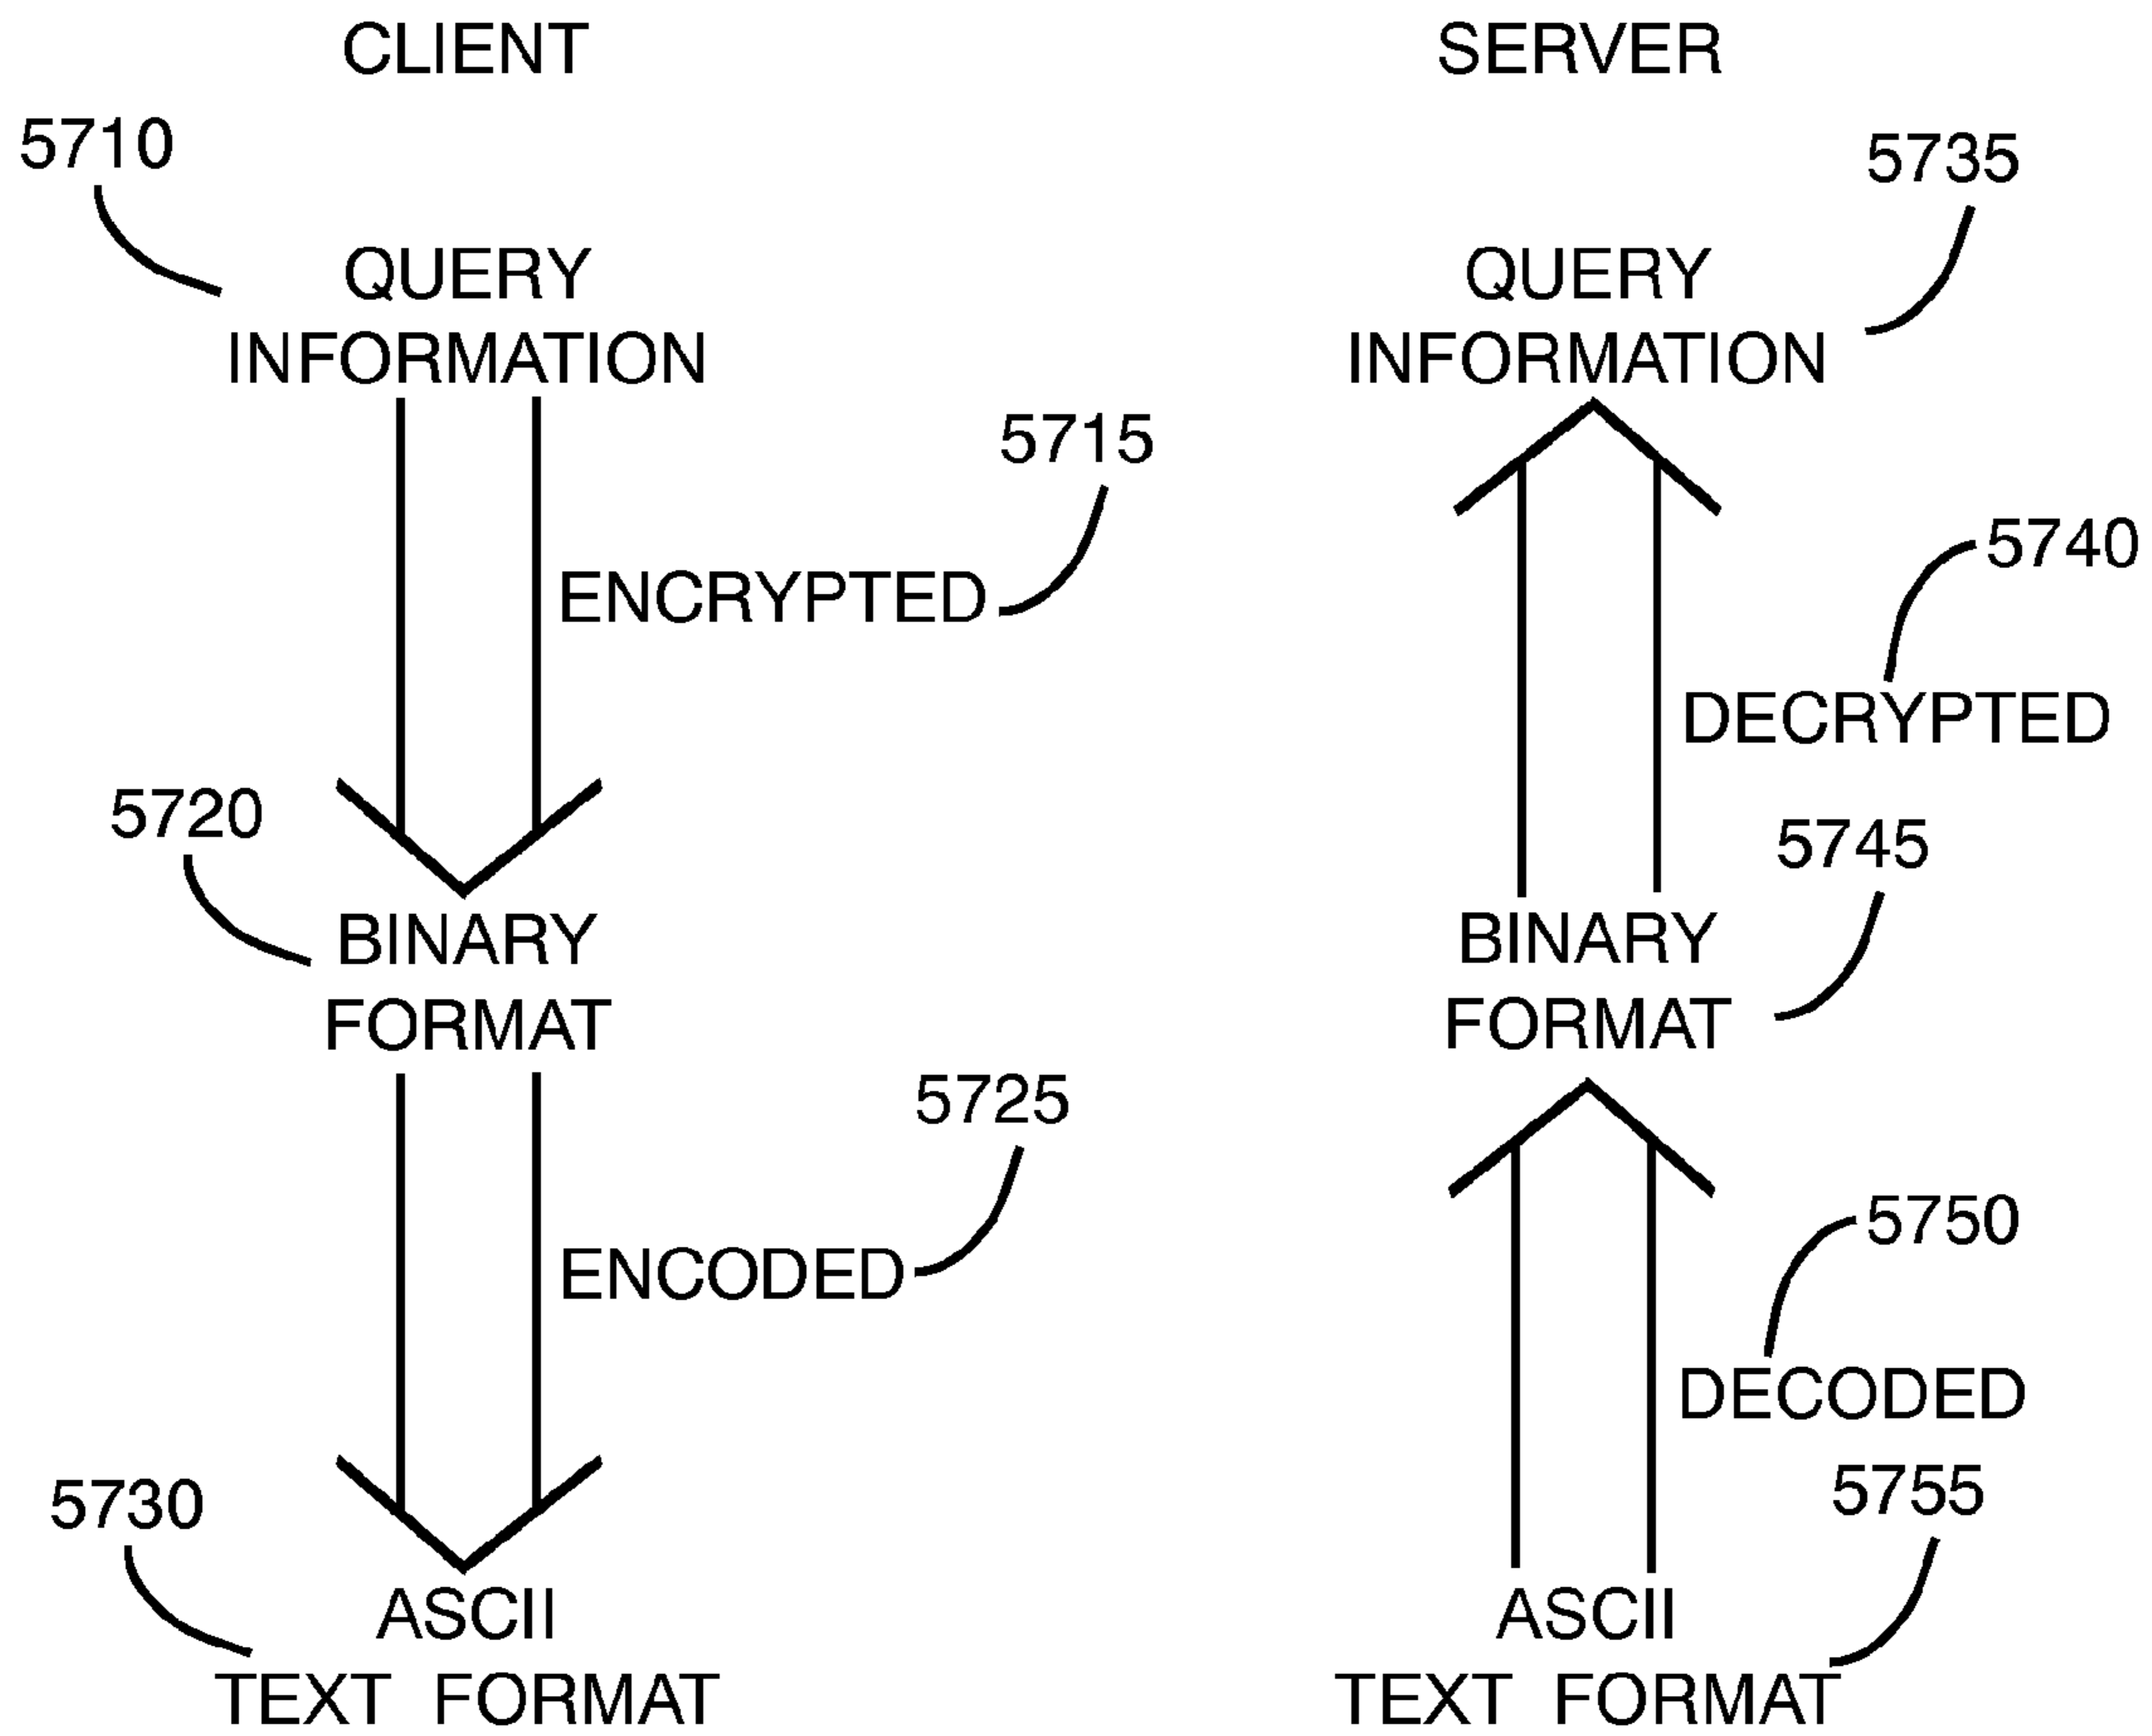 CLIENT
5710
QUERY
INFORMATION
5715
ENCRYPTED
5720
BINARY
FORMAT
5725
ENCODED
5730
ASCII
TEXT FORMAT
SERVER
5735
QUERY
INFORMATION
5740
DECRYPTED
5745
BINARY
FORMAT
5750
DECODED
5755
ASCII
TEXT FORMAT